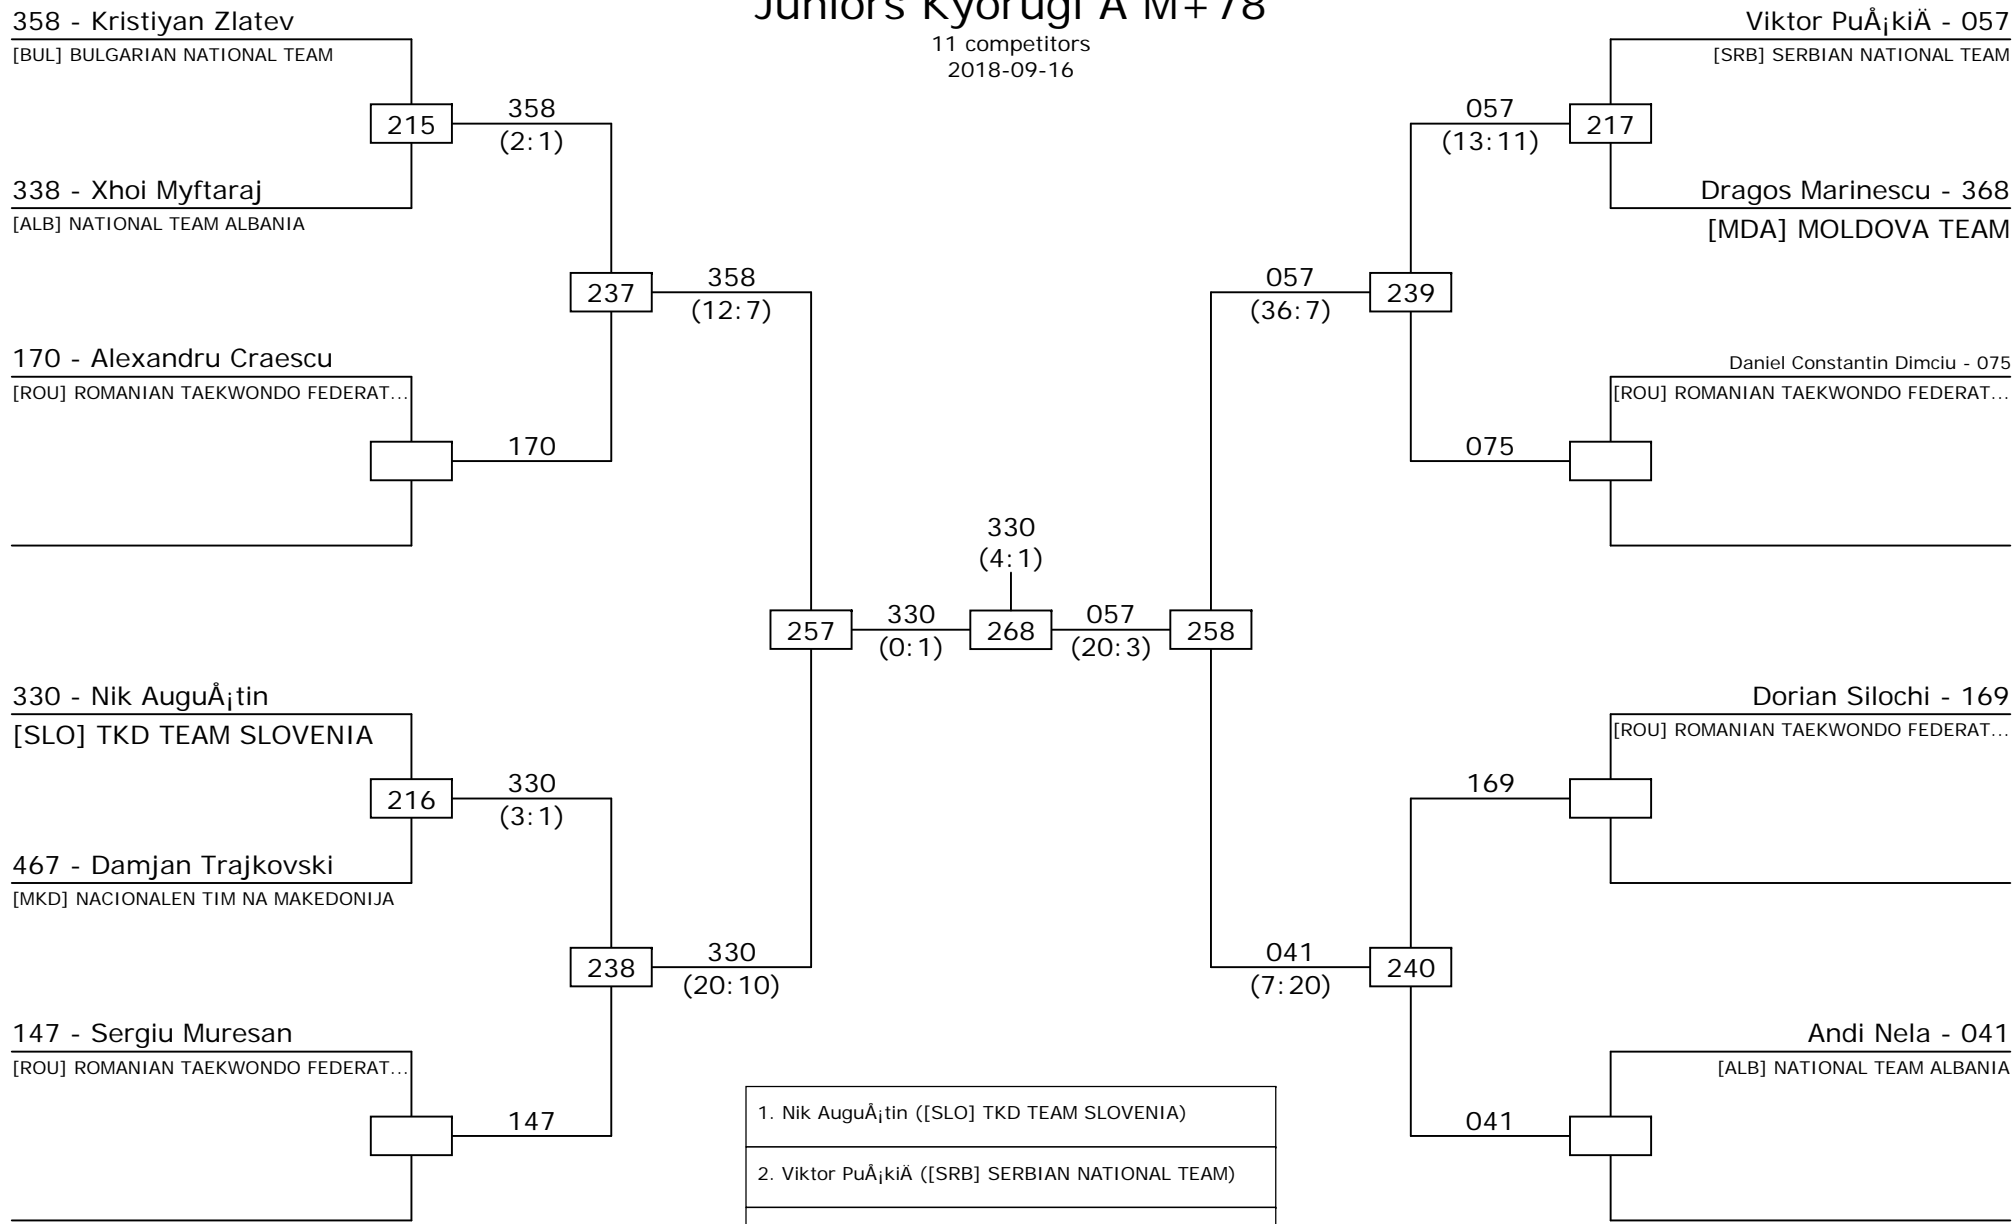 Juniors Kyorugi A M+78
11 competitors
2018-09-16
358 - Kristiyan Zlatev
[BUL] BULGARIAN NATIONAL TEAM
215
358
(2:1)
338 - Xhoi Myftaraj
[ALB] NATIONAL TEAM ALBANIA
237
358
(12:7)
170 - Alexandru Craescu
[ROU] ROMANIAN TAEKWONDO FEDERAT...
170
330 - Nik AuguÅ¡tin
[SLO] TKD TEAM SLOVENIA
216
330
(3:1)
467 - Damjan Trajkovski
[MKD] NACIONALEN TIM NA MAKEDONIJA
238
330
(20:10)
147 - Sergiu Muresan
[ROU] ROMANIAN TAEKWONDO FEDERAT...
147
257
330
(0:1)
330
(4:1)
268
057
(20:3)
258
Viktor PuÅ¡kiÄ - 057
[SRB] SERBIAN NATIONAL TEAM
057
(13:11)
217
Dragos Marinescu - 368
[MDA] MOLDOVA TEAM
057
(36:7)
239
Daniel Constantin Dimciu - 075
[ROU] ROMANIAN TAEKWONDO FEDERAT...
075
Dorian Silochi - 169
[ROU] ROMANIAN TAEKWONDO FEDERAT...
169
041
(7:20)
240
Andi Nela - 041
[ALB] NATIONAL TEAM ALBANIA
041
1. Nik AuguÅ¡tin ([SLO] TKD TEAM SLOVENIA)
2. Viktor PuÅ¡kiÄ ([SRB] SERBIAN NATIONAL TEAM)